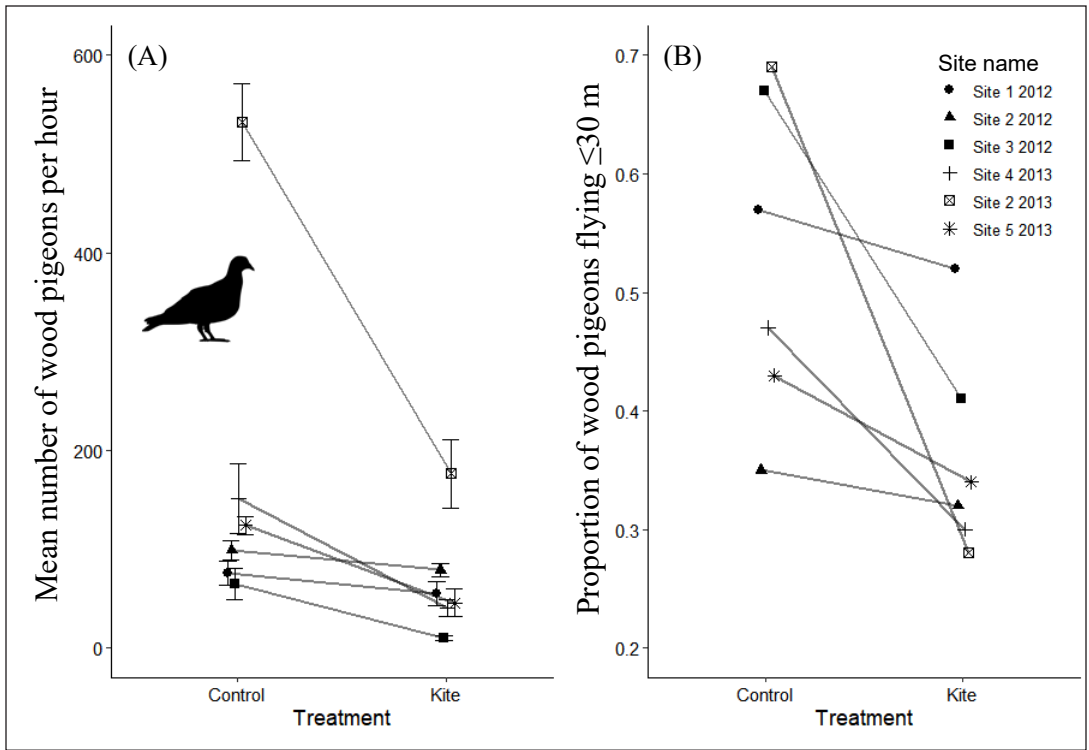 (A)
Mean number of wood pigeons per hour
600
400
200
0
Control
Kite
Treatment
(B)
Proportion of wood pigeons flying ≤30 m
0.7
0.6
0.5
0.4
0.3
0.2
Control
Kite
Treatment
Site name
Site 1 2012
Site 2 2012
Site 3 2012
Site 4 2013
Site 2 2013
Site 5 2013